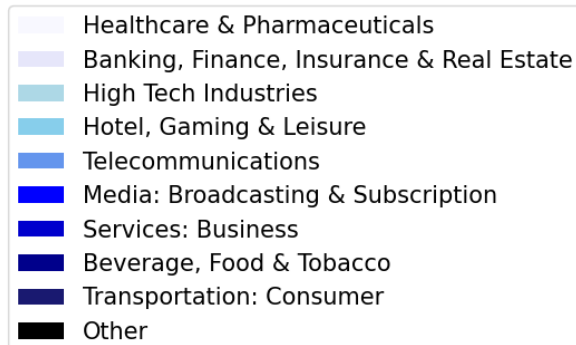 Healthcare & Pharmaceuticals
Banking, Finance, Insurance & Real Estate
High Tech Industries
Hotel, Gaming & Leisure
Telecommunications
Media: Broadcasting & Subscription
Services: Business
Beverage, Food & Tobacco
Transportation: Consumer
Other